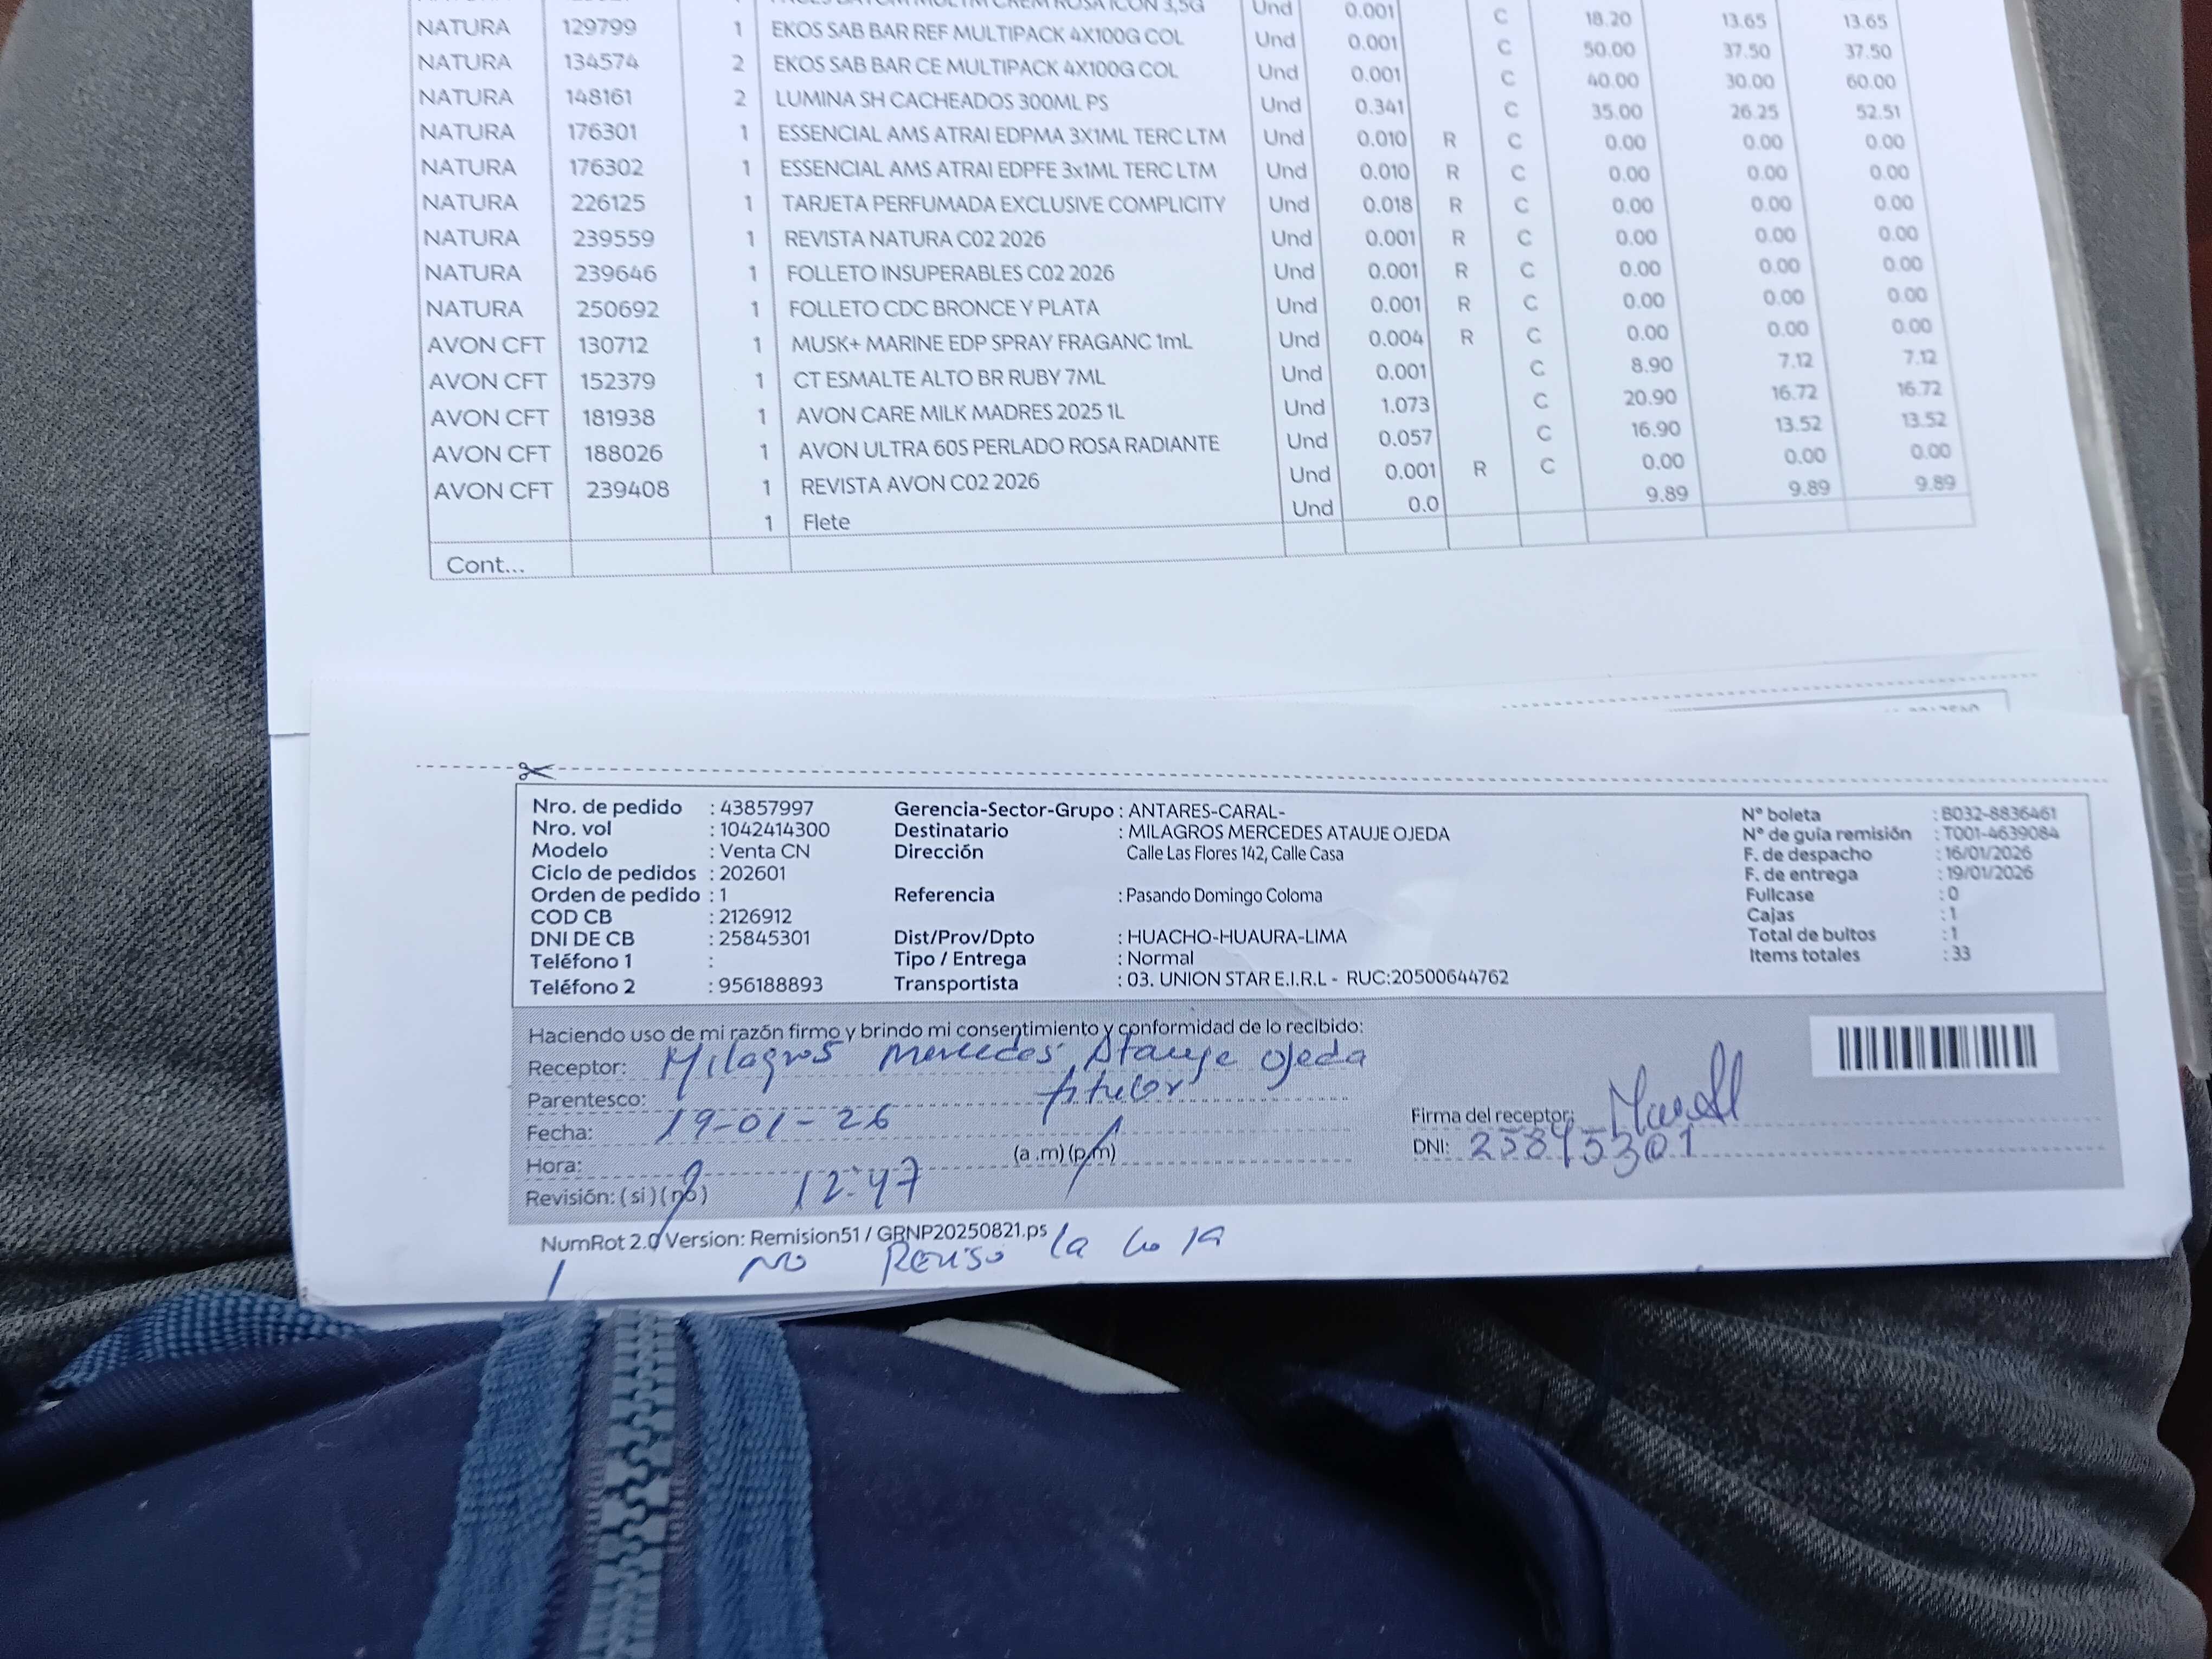 Und 0.001 C 18.20 13.65 13.65
NATURA 129799 1 EKOS SAB BAR REF MULTIPACK 4X100G COL Und 0.001 C 50.00 37.50 37.50
NATURA 134574 2 EKOS SAB BAR CE MULTIPACK 4X100G COL Und 0.001 C 40.00 30.00 60.00
NATURA 148161 2 LUMINA SH CACHEADOS 300ML PS Und 0.341 C 35.00 26.25 52.51
NATURA 176301 1 ESSENCIAL AMS ATRAI EDPMA 3X1ML TERC LTM Und 0.010 R C 0.00 0.00 0.00
NATURA 176302 1 ESSENCIAL AMS ATRAI EDPFE 3x1ML TERC LTM Und 0.010 R C 0.00 0.00 0.00
NATURA 226125 1 TARJETA PERFUMADA EXCLUSIVE COMPLICITY Und 0.018 R C 0.00 0.00 0.00
NATURA 239559 1 REVISTA NATURA C02 2026 Und 0.001 R C 0.00 0.00 0.00
NATURA 239646 1 FOLLETO INSUPERABLES C02 2026 Und 0.001 R C 0.00 0.00 0.00
NATURA 250692 1 FOLLETO CDC BRONCE Y PLATA Und 0.001 R C 0.00 0.00 0.00
AVON CFT 130712 1 MUSK+ MARINE EDP SPRAY FRAGANC 1mL Und 0.004 R C 0.00 0.00 0.00
AVON CFT 152379 1 CT ESMALTE ALTO BR RUBY 7ML Und 0.001 C 8.90 7.12 7.12
AVON CFT 181938 1 AVON CARE MILK MADRES 2025 1L Und 1.073 C 20.90 16.72 16.72
AVON CFT 188026 1 AVON ULTRA 60S PERLADO ROSA RADIANTE Und 0.057 C 16.90 13.52 13.52
AVON CFT 239408 1 REVISTA AVON C02 2026 Und 0.001 R C 0.00 0.00 0.00
1 Flete Und 0.0 9.89 9.89 9.89
Cont...
Nro. de pedido : 43857997 Gerencia-Sector-Grupo : ANTARES-CARAL- N° boleta : B032-8836461
Nro. vol : 1042414300 Destinatario : MILAGROS MERCEDES ATAUJE OJEDA N° de guía remisión : T001-4639084
Modelo : Venta CN Dirección Calle Las Flores 142, Calle Casa F. de despacho : 16/01/2026
Ciclo de pedidos : 202601 F. de entrega : 19/01/2026
Orden de pedido : 1 Referencia : Pasando Domingo Coloma Fullcase : 0
COD CB : 2126912 Cajas : 1
DNI DE CB : 25845301 Dist/Prov/Dpto : HUACHO-HUAURA-LIMA Total de bultos : 1
Teléfono 1 : Tipo / Entrega : Normal Items totales : 33
Teléfono 2 : 956188893 Transportista : 03. UNION STAR E.I.R.L - RUC:20500644762
Haciendo uso de mi razón firmo y brindo mi consentimiento y conformidad de lo recibido:
Receptor: Milagros Mercedes Atauje Ojeda
Parentesco: titular
Fecha: 19-01-26 Firma del receptor:
Hora: 12:47 (a .m) (p.m) DNI: 25845301
Revisión: (si) (no)
NumRot 2.0 Version: Remision51 / GRNP20250821.ps
NO Reviso la